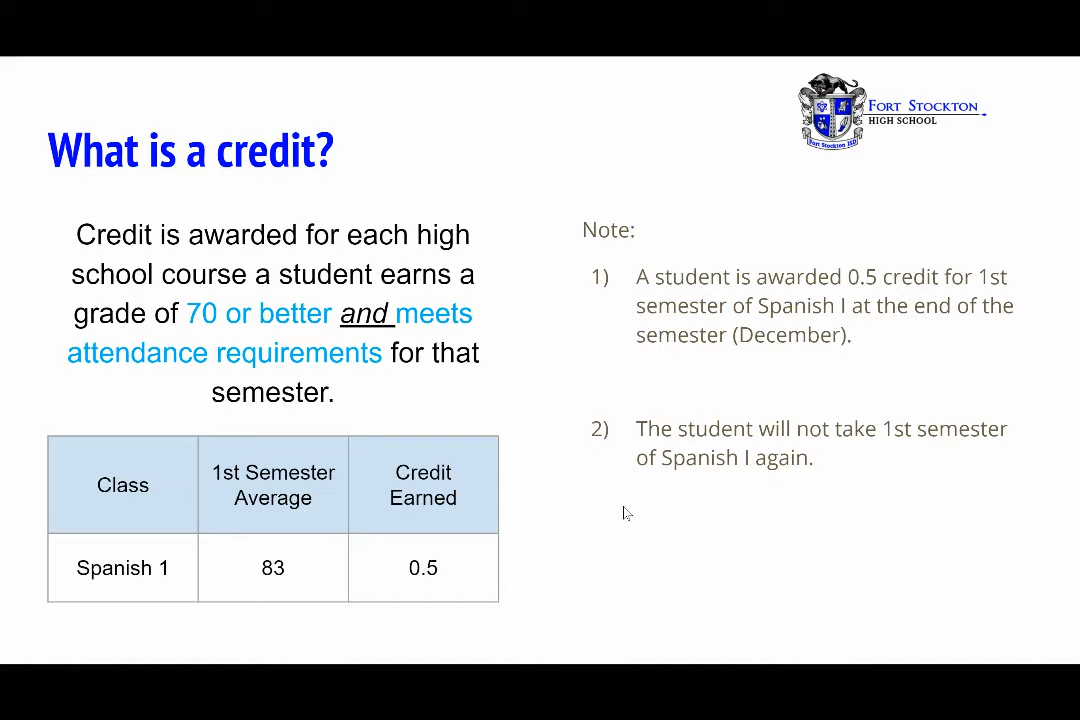 FORT STOCKTON
HIGH SCHOOL
Fort Stockton ISD
What is a credit?
Credit is awarded for each high
school course a student earns a
grade of 70 or better and meets
attendance requirements for that
semester.
Class
1st Semester
Average
Credit
Earned
Spanish 1
83
0.5
Note:
1) A student is awarded 0.5 credit for 1st
semester of Spanish I at the end of the
semester (December).
2) The student will not take 1st semester
of Spanish I again.